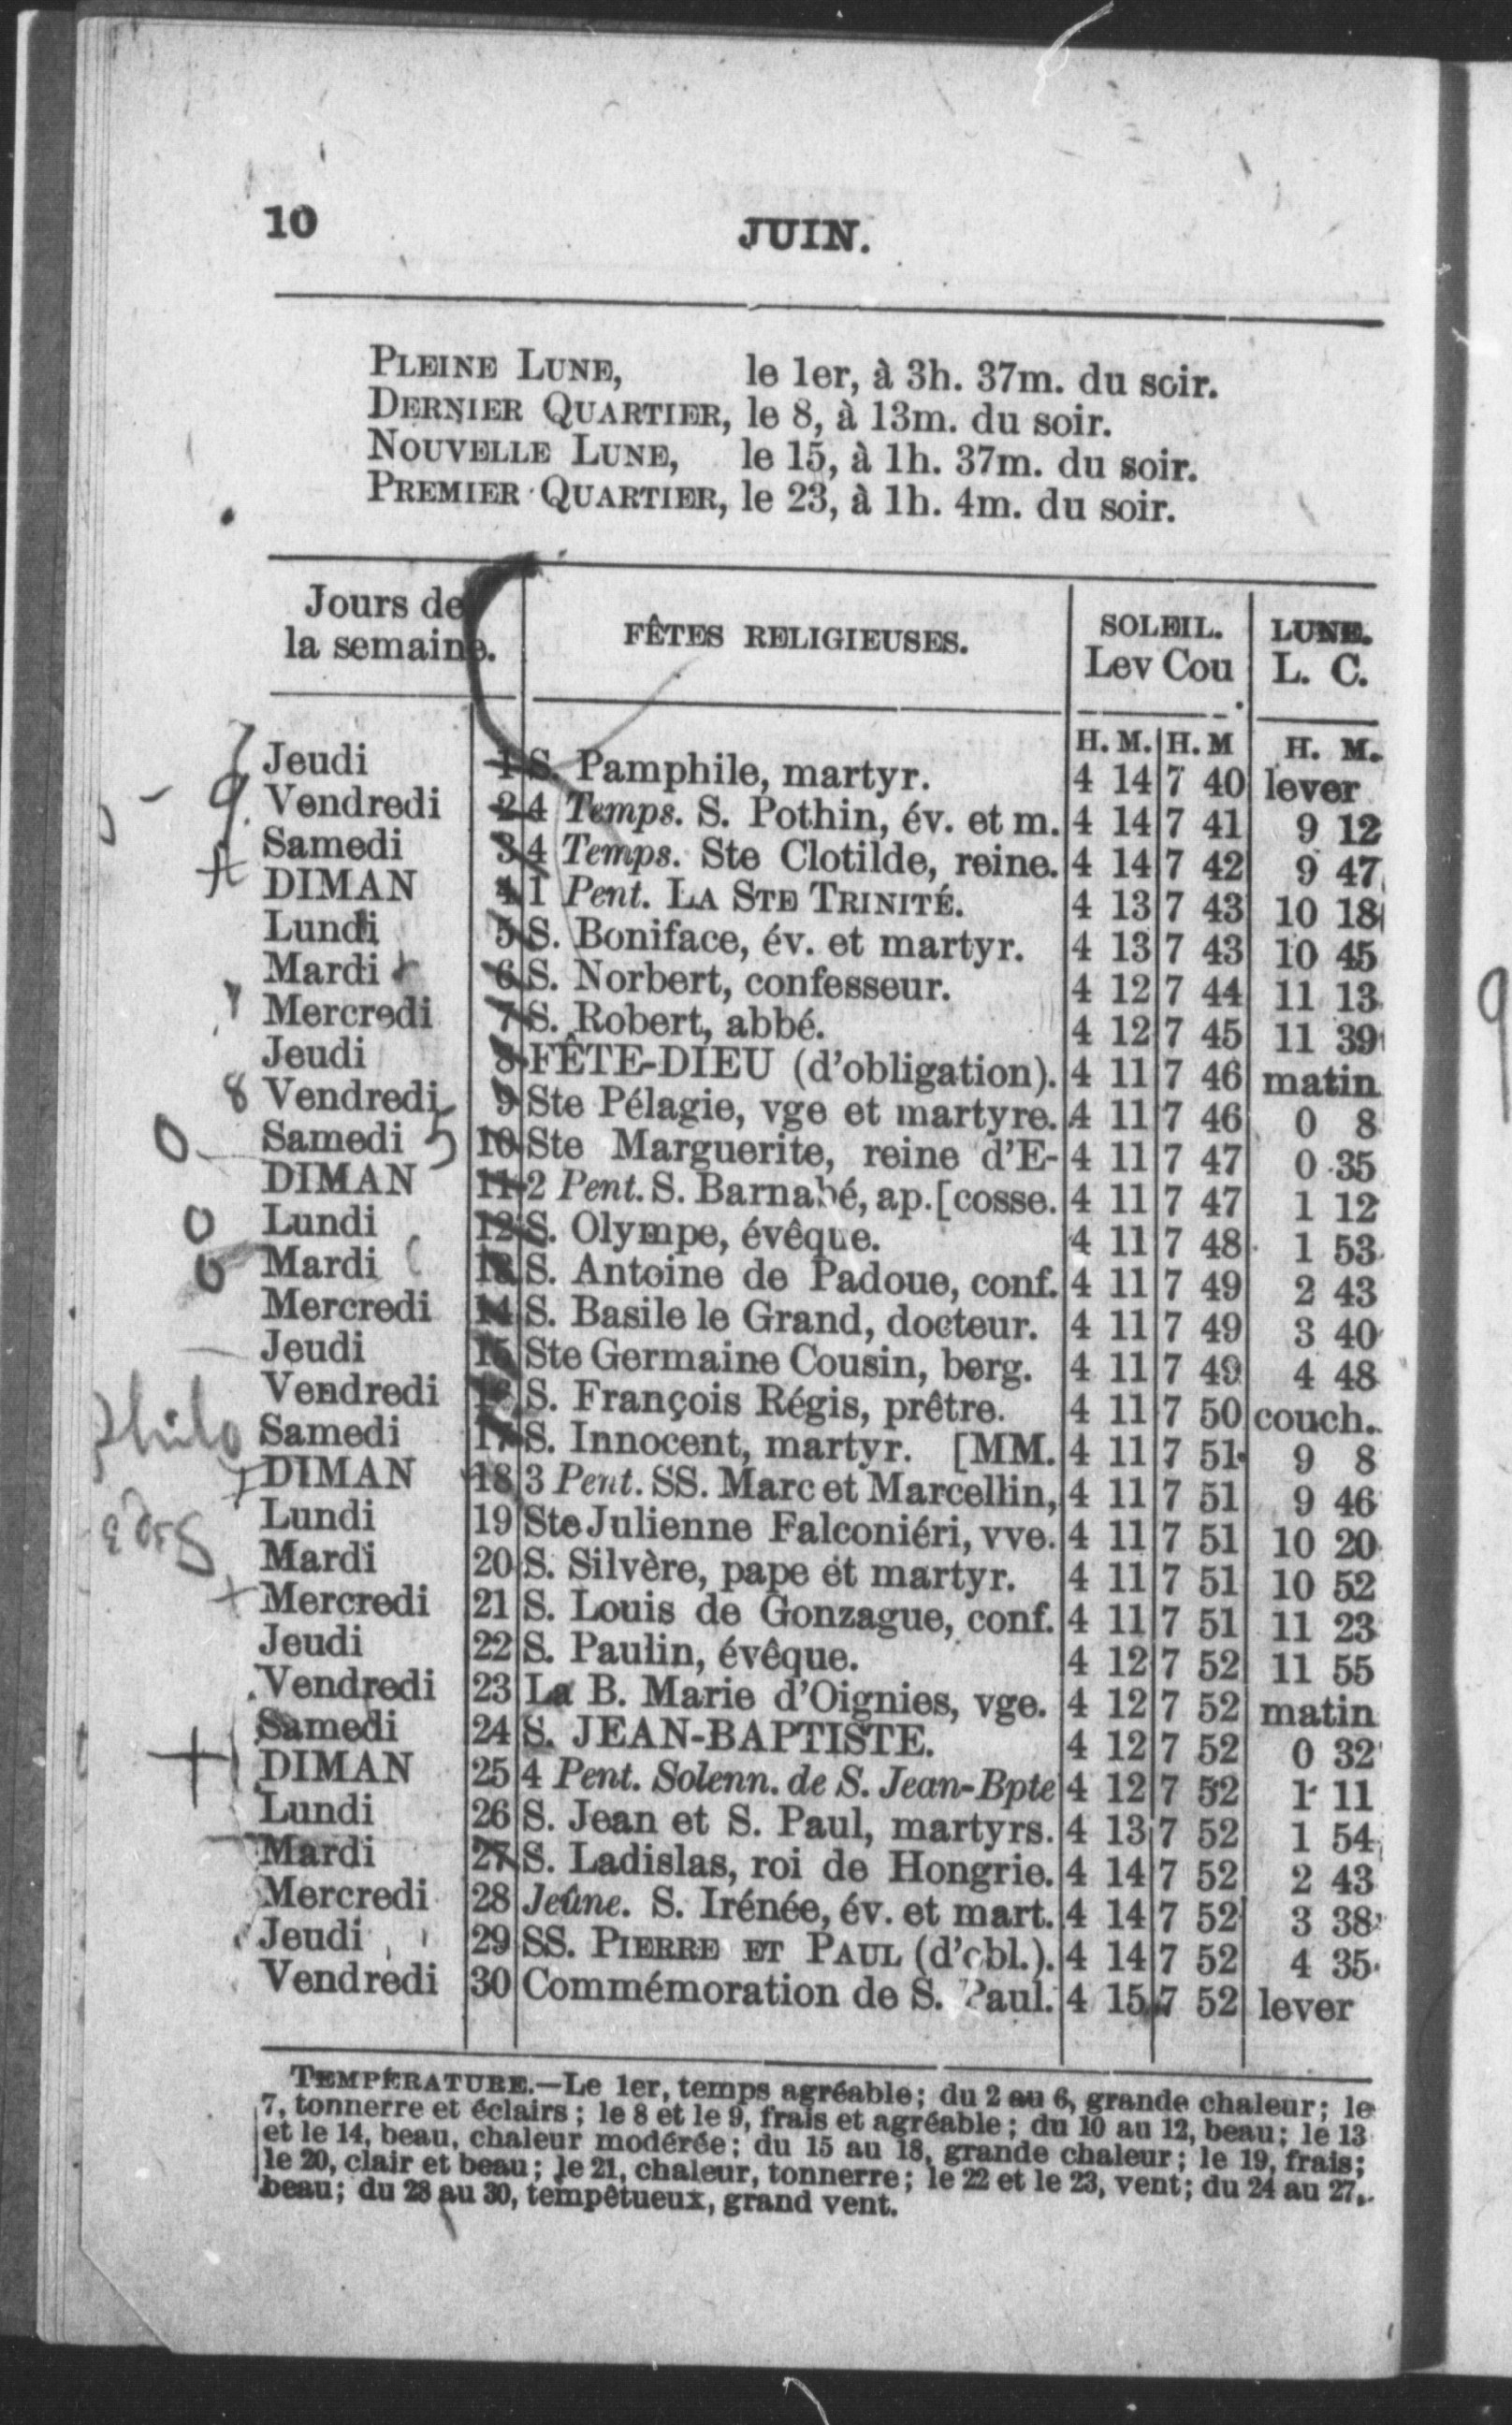 10
JUIN.
PLEINE LUNE, le 1er, à 3h. 37m. du soir.
DERNIER QUARTIER, le 8, à 13m. du soir.
NOUVELLE LUNE, le 15, à 1h. 37m. du soir.
PREMIER QUARTIER, le 23, à 1h. 4m. du soir.
Jours de la semaine. FÊTES RELIGIEUSES. SOLEIL. Lev Cou LUNE. L. C.
H. M. H. M H. M.
Jeudi 1 S. Pamphile, martyr. 4 14 7 40 lever
Vendredi 2 4 Temps. S. Pothin, év. et m. 4 14 7 41 9 12
Samedi 3 4 Temps. Ste Clotilde, reine. 4 14 7 42 9 47
DIMAN 4 1 Pent. LA STE TRINITÉ. 4 13 7 43 10 18
Lundi 5 S. Boniface, év. et martyr. 4 13 7 43 10 45
Mardi 6 S. Norbert, confesseur. 4 12 7 44 11 13
Mercredi 7 S. Robert, abbé. 4 12 7 45 11 39
Jeudi 8 FÊTE-DIEU (d'obligation). 4 11 7 46 matin
8 Vendredi 9 Ste Pélagie, vge et martyre. 4 11 7 46 0 8
Samedi 10 Ste Marguerite, reine d'E- 4 11 7 47 0 35
DIMAN 11 2 Pent. S. Barnabé, ap. [cosse. 4 11 7 47 1 12
0 Lundi 12 S. Olympe, évêque. 4 11 7 48 1 53
0 Mardi 13 S. Antoine de Padoue, conf. 4 11 7 49 2 43
Mercredi 14 S. Basile le Grand, docteur. 4 11 7 49 3 40
Jeudi 15 Ste Germaine Cousin, berg. 4 11 7 49 4 48
Vendredi 16 S. François Régis, prêtre. 4 11 7 50 couch.
Philo Samedi 17 S. Innocent, martyr. [MM. 4 11 7 51 9 8
DIMAN 18 3 Pent. SS. Marc et Marcellin, 4 11 7 51 9 46
Lundi 19 Ste Julienne Falconiéri, vve. 4 11 7 51 10 20
Mardi 20 S. Silvère, pape et martyr. 4 11 7 51 10 52
Mercredi 21 S. Louis de Gonzague, conf. 4 11 7 51 11 23
Jeudi 22 S. Paulin, évêque. 4 12 7 52 11 55
Vendredi 23 La B. Marie d'Oignies, vge. 4 12 7 52 matin
Samedi 24 S. JEAN-BAPTISTE. 4 12 7 52 0 32
DIMAN 25 4 Pent. Solenn. de S. Jean-Bpte 4 12 7 52 1 11
Lundi 26 S. Jean et S. Paul, martyrs. 4 13 7 52 1 54
Mardi 27 S. Ladislas, roi de Hongrie. 4 14 7 52 2 43
Mercredi 28 Jeûne. S. Irénée, év. et mart. 4 14 7 52 3 38
Jeudi 29 SS. PIERRE ET PAUL (d'obl.). 4 14 7 52 4 35
Vendredi 30 Commémoration de S. Paul. 4 15 7 52 lever
TEMPÉRATURE.—Le 1er, temps agréable; du 2 au 6, grande chaleur; le
7, tonnerre et éclairs; le 8 et le 9, frais et agréable; du 10 au 12, beau; le 13
et le 14, beau, chaleur modérée; du 15 au 18, grande chaleur; le 19, frais;
le 20, clair et beau; le 21, chaleur, tonnerre; le 22 et le 23, vent; du 24 au 27,
beau; du 28 au 30, tempêtueux, grand vent.